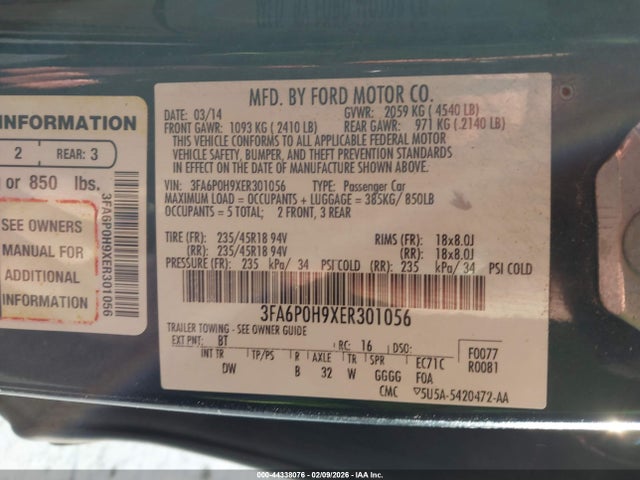 INFORMATION
2 REAR: 3
or 850 lbs.
SEE OWNERS
MANUAL FOR
ADDITIONAL
INFORMATION
3FA6P0H9XER301056
MFD. BY FORD MOTOR CO.
DATE: 03/14 GVWR: 2059 KG ( 4540 LB)
FRONT GAWR: 1093 KG ( 2410 LB) REAR GAWR: 971 KG ( 2140 LB)
THIS VEHICLE CONFORMS TO ALL APPLICABLE FEDERAL MOTOR
VEHICLE SAFETY, BUMPER, AND THEFT PREVENTION STANDARDS
IN EFFECT ON THE DATE OF MANUFACTURE SHOWN ABOVE.
VIN: 3FA6P0H9XER301056 TYPE: Passenger Car
MAXIMUM LOAD = OCCUPANTS + LUGGAGE = 385KG/ 850LB
OCCUPANTS = 5 TOTAL; 2 FRONT, 3 REAR
TIRE (FR): 235/45R18 94V RIMS (FR): 18x8.0J
(RR): 235/45R18 94V (RR): 18x8.0J
PRESSURE (FR): 235 kPa/ 34 PSI COLD (RR): 235 kPa/ 34 PSI COLD
3FA6P0H9XER301056
TRAILER TOWING - SEE OWNER GUIDE
EXT PNT: BT RC: 16 DSO: F0077
INT TR TP/PS R AXLE TR SPR EC71C R0081
DW B 32 W GGGG F0A
CMC 5U5A-5420472-AA
© COPYRIGHT 000-44338076 - 02/09/2026 - IAA Inc.